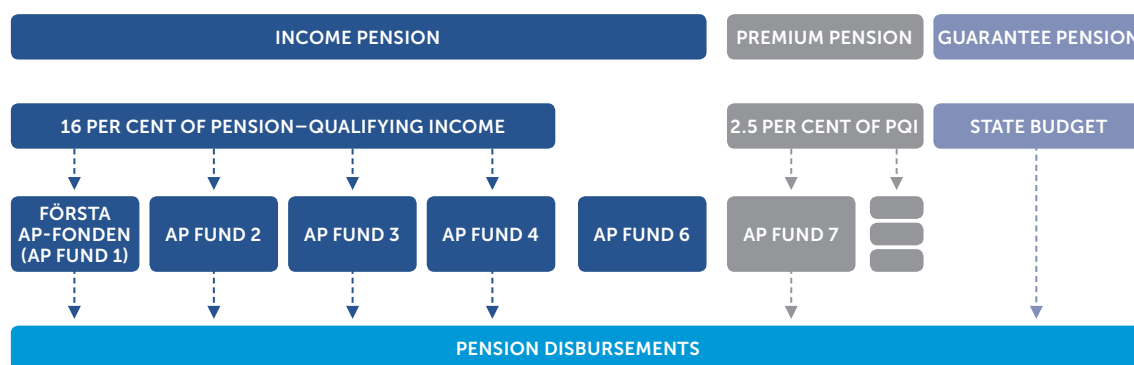 INCOME PENSION
PREMIUM PENSION
GUARANTEE PENSION
16 PER CENT OF PENSION–QUALIFYING INCOME
2.5 PER CENT OF PQI
STATE BUDGET
FÖRSTA
AP-FONDEN
(AP FUND 1)
AP FUND 2
AP FUND 3
AP FUND 4
AP FUND 6
AP FUND 7
PENSION DISBURSEMENTS